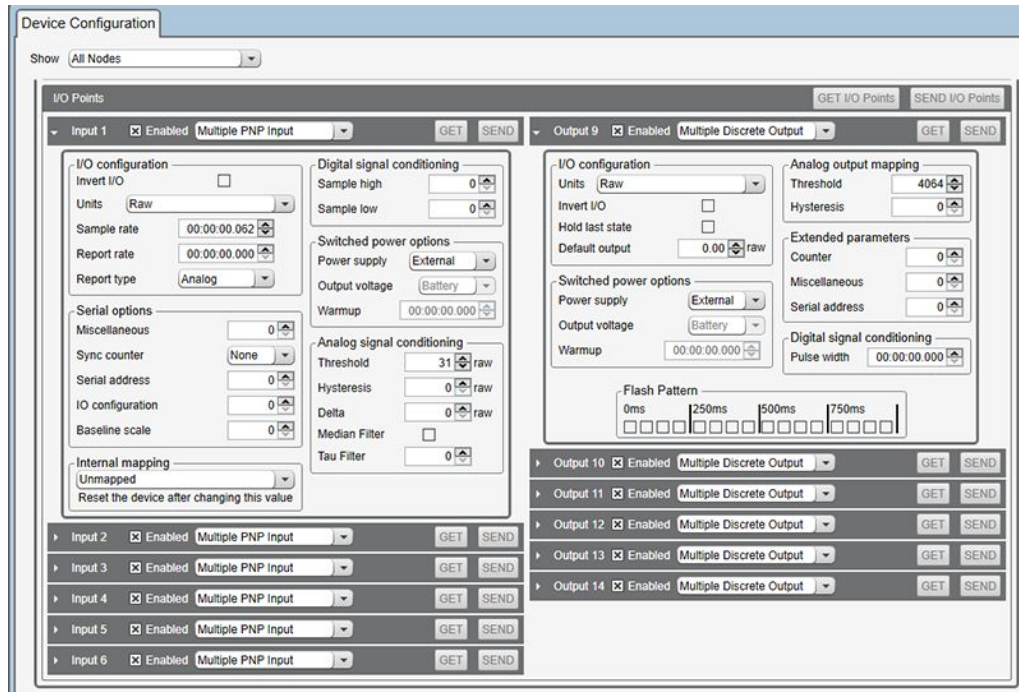 Device Configuration
Show All Nodes
I/O Points GET I/O Points SEND I/O Points
Input 1 Enabled Multiple PNP Input GET SEND
I/O configuration
Invert I/O
Units Raw
Sample rate 00:00:00.062
Report rate 00:00:00.000
Report type Analog
Serial options
Miscellaneous 0
Sync counter None
Serial address 0
IO configuration 0
Baseline scale 0
Internal mapping
Unmapped
Reset the device after changing this value
Digital signal conditioning
Sample high 0
Sample low 0
Switched power options
Power supply External
Output voltage Battery
Warmup 00:00:00.000
Analog signal conditioning
Threshold 31 raw
Hysteresis 0 raw
Delta 0 raw
Median Filter
Tau Filter 0
Input 2 Enabled Multiple PNP Input GET SEND
Input 3 Enabled Multiple PNP Input GET SEND
Input 4 Enabled Multiple PNP Input GET SEND
Input 5 Enabled Multiple PNP Input GET SEND
Input 6 Enabled Multiple PNP Input GET SEND
Output 9 Enabled Multiple Discrete Output GET SEND
I/O configuration
Units Raw
Invert I/O
Hold last state
Default output 0.00 raw
Switched power options
Power supply External
Output voltage Battery
Warmup 00:00:00.000
Analog output mapping
Threshold 4064
Hysteresis 0
Extended parameters
Counter 0
Miscellaneous 0
Serial address 0
Digital signal conditioning
Pulse width 00:00:00.000
Flash Pattern
0ms 250ms 500ms 750ms
Output 10 Enabled Multiple Discrete Output GET SEND
Output 11 Enabled Multiple Discrete Output GET SEND
Output 12 Enabled Multiple Discrete Output GET SEND
Output 13 Enabled Multiple Discrete Output GET SEND
Output 14 Enabled Multiple Discrete Output GET SEND